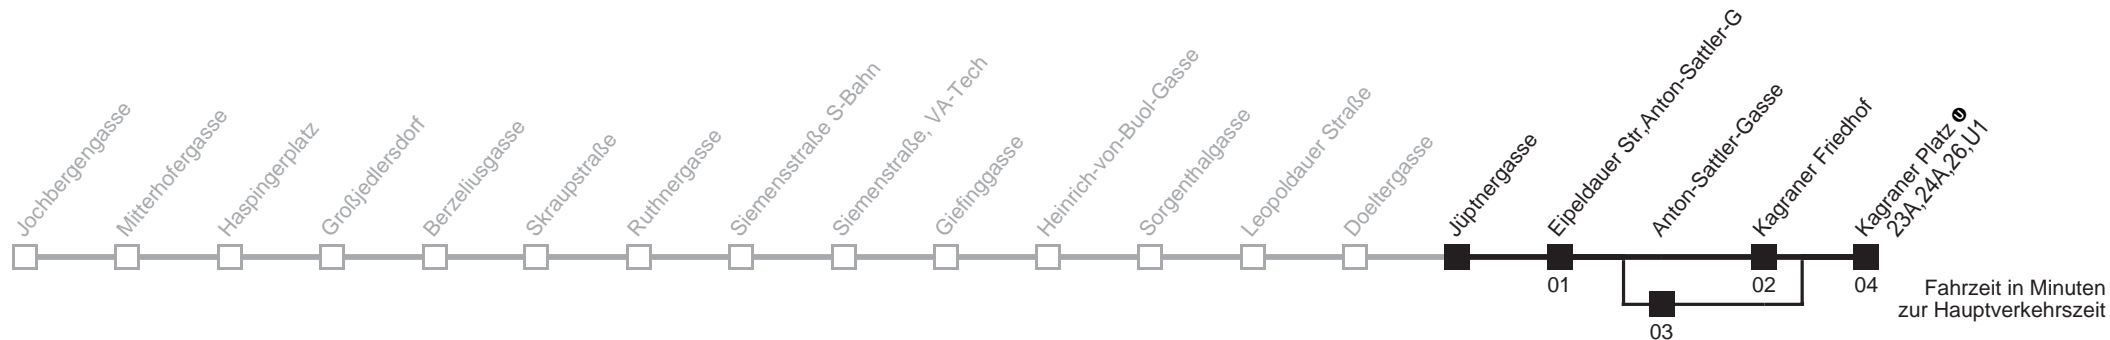 Jochbergengasse
Mitterhofergasse
Haspingerplatz
Großjedlersdorf
Berzeliusgasse
Skraupstraße
Ruthnergasse
Siemensstraße S-Bahn
Siemenstraße, VA-Tech
Giefinggasse
Heinrich-von-Buol-Gasse
Sorgenthalgasse
Leopoldauer Straße
Doeltergasse
Jüptnergasse
Eipeldauer Str,Anton-Sattler-G
Anton-Sattler-Gasse
Kagraner Friedhof
Kagraner Platz U
23A,24A,26,U1
01
02
04
03
Fahrzeit in Minuten
zur Hauptverkehrszeit